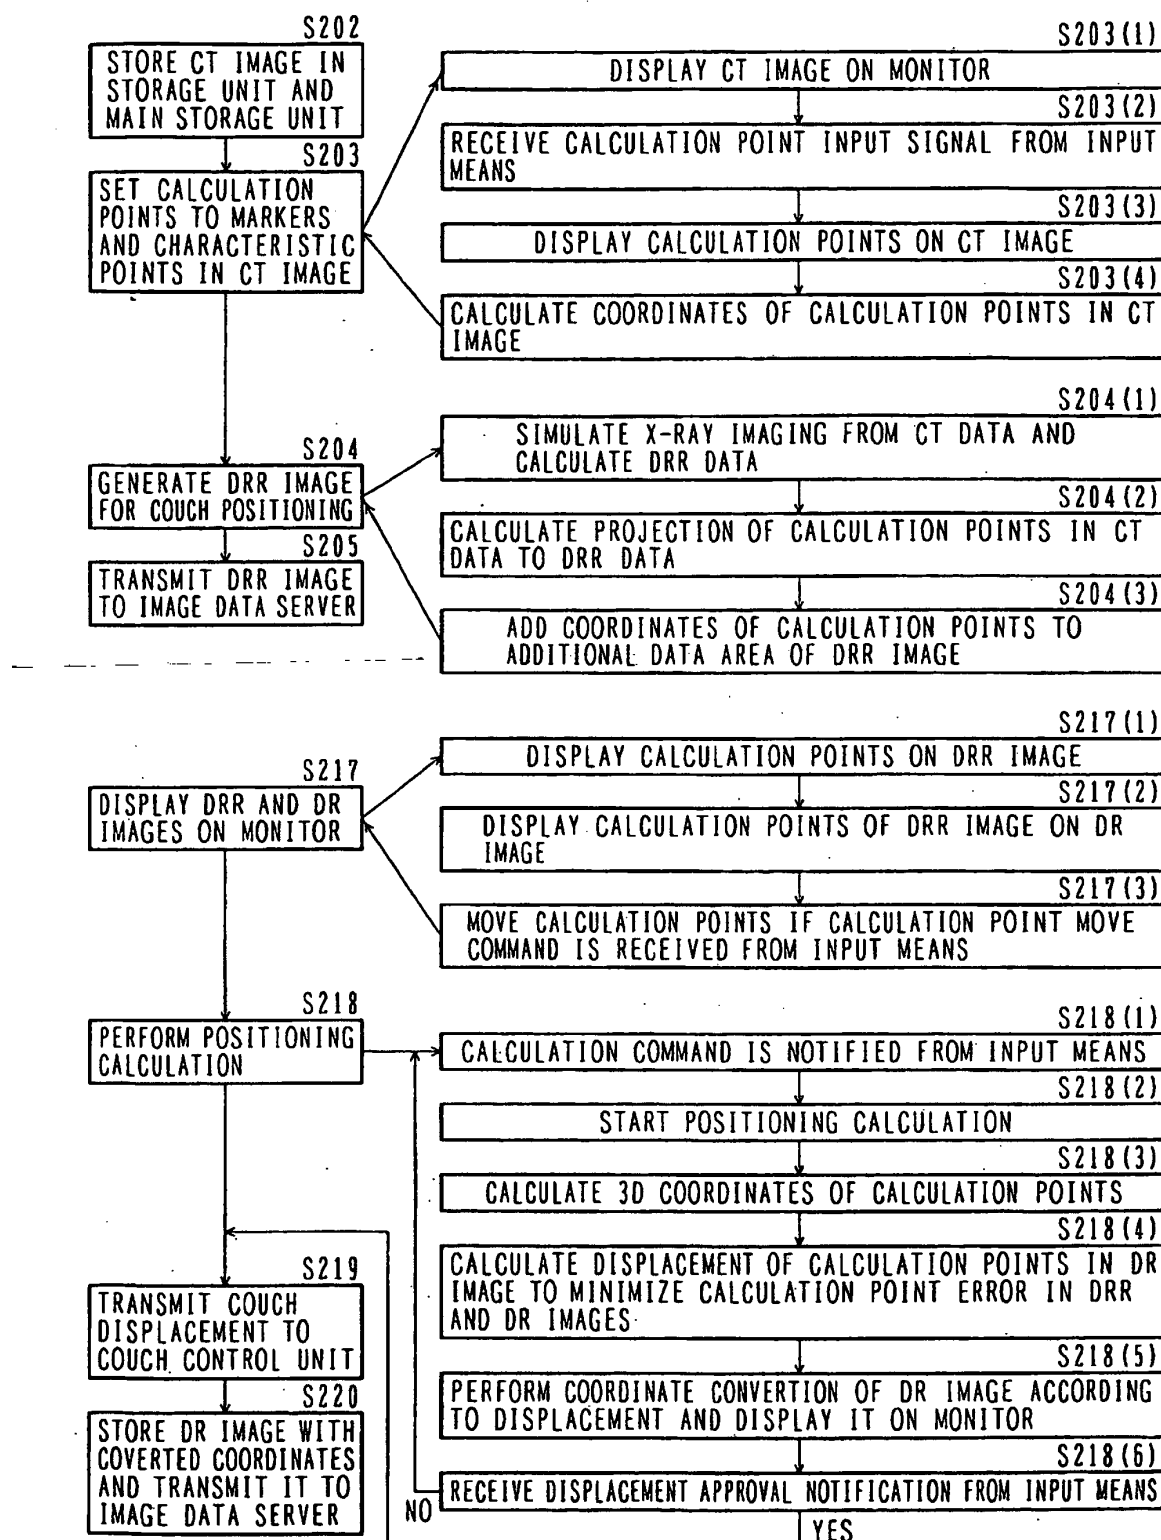 S202
STORE CT IMAGE IN
STORAGE UNIT AND
MAIN STORAGE UNIT
S203
SET CALCULATION
POINTS TO MARKERS
AND CHARACTERISTIC
POINTS IN CT IMAGE
S203(1)
DISPLAY CT IMAGE ON MONITOR
S203(2)
RECEIVE CALCULATION POINT INPUT SIGNAL FROM INPUT
MEANS
S203(3)
DISPLAY CALCULATION POINTS ON CT IMAGE
S203(4)
CALCULATE COORDINATES OF CALCULATION POINTS IN CT
IMAGE
S204
GENERATE DRR IMAGE
FOR COUCH POSITIONING
S204(1)
SIMULATE X-RAY IMAGING FROM CT DATA AND
CALCULATE DRR DATA
S204(2)
CALCULATE PROJECTION OF CALCULATION POINTS IN CT
DATA TO DRR DATA
S204(3)
ADD COORDINATES OF CALCULATION POINTS TO
ADDITIONAL DATA AREA OF DRR IMAGE
S205
TRANSMIT DRR IMAGE
TO IMAGE DATA SERVER
S217
DISPLAY DRR AND DR
IMAGES ON MONITOR
S217(1)
DISPLAY CALCULATION POINTS ON DRR IMAGE
S217(2)
DISPLAY CALCULATION POINTS OF DRR IMAGE ON DR
IMAGE
S217(3)
MOVE CALCULATION POINTS IF CALCULATION POINT MOVE
COMMAND IS RECEIVED FROM INPUT MEANS
S218
PERFORM POSITIONING
CALCULATION
S218(1)
CALCULATION COMMAND IS NOTIFIED FROM INPUT MEANS
S218(2)
START POSITIONING CALCULATION
S218(3)
CALCULATE 3D COORDINATES OF CALCULATION POINTS
S218(4)
CALCULATE DISPLACEMENT OF CALCULATION POINTS IN DR
IMAGE TO MINIMIZE CALCULATION POINT ERROR IN DRR
AND DR IMAGES
S218(5)
PERFORM COORDINATE CONVERTION OF DR IMAGE ACCORDING
TO DISPLACEMENT AND DISPLAY IT ON MONITOR
S218(6)
RECEIVE DISPLACEMENT APPROVAL NOTIFICATION FROM INPUT MEANS
NO
YES
S219
TRANSMIT COUCH
DISPLACEMENT TO
COUCH CONTROL UNIT
S220
STORE DR IMAGE WITH
COVERTED COORDINATES
AND TRANSMIT IT TO
IMAGE DATA SERVER